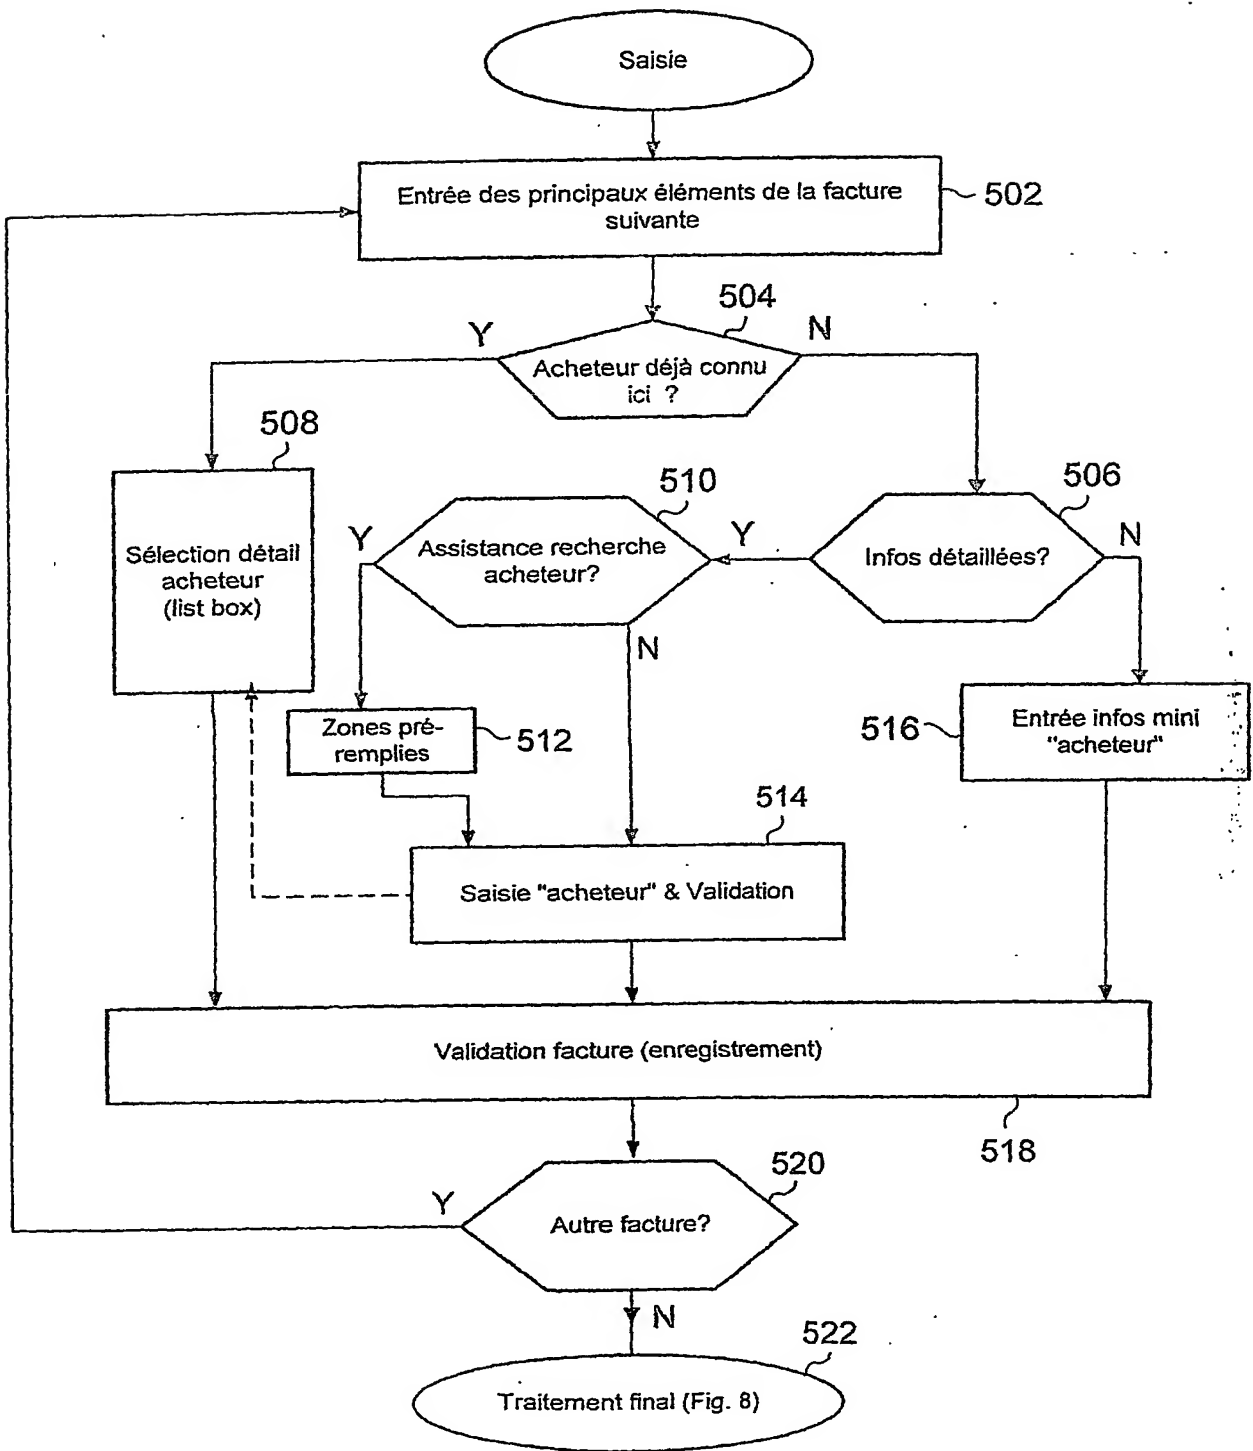 Saisie
Entrée des principaux éléments de la facture
suivante
502
504
Y
N
Acheteur déjà connu
ici ?
508
510
506
Sélection détail
acheteur
(list box)
Y
Assistance recherche
acheteur?
Y
Infos détaillées?
N
N
Zones pré-
remplies
512
516
Entrée infos mini
"acheteur"
514
Saisie "acheteur" & Validation
Validation facture (enregistrement)
518
520
Y
Autre facture?
N
522
Traitement final (Fig. 8)